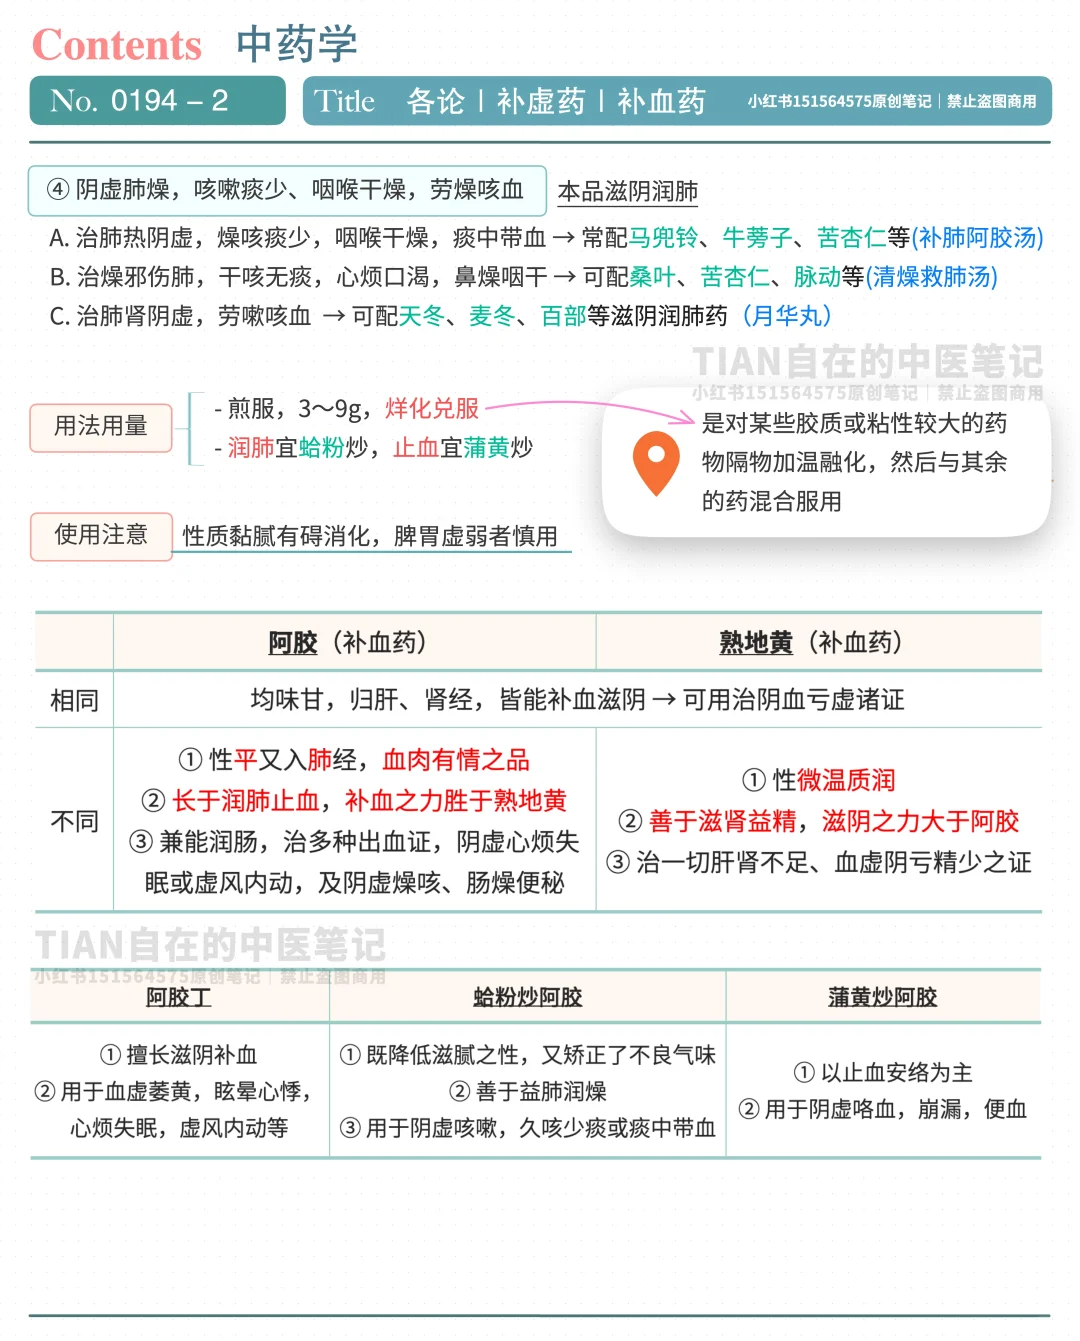 Contents 中药学
No. 0194 – 2
Title 各论 | 补虚药 | 补血药 小红书151564575原创笔记 | 禁止盗图商用
④ 阴虚肺燥，咳嗽痰少、咽喉干燥，劳燥咳血 本品滋阴润肺
A. 治肺热阴虚，燥咳痰少，咽喉干燥，痰中带血 → 常配马兜铃、牛蒡子、苦杏仁等(补肺阿胶汤)
B. 治燥邪伤肺，干咳无痰，心烦口渴，鼻燥咽干 → 可配桑叶、苦杏仁、脉动等(清燥救肺汤)
C. 治肺肾阴虚，劳嗽咳血 → 可配天冬、麦冬、百部等滋阴润肺药（月华丸）
TIAN自在的中医笔记
小红书151564575原创笔记 | 禁止盗图商用
用法用量
- 煎服，3～9g，烊化兑服
- 润肺宜蛤粉炒，止血宜蒲黄炒
是对某些胶质或粘性较大的药
物隔物加温融化，然后与其余
的药混合服用
使用注意 性质黏腻有碍消化，脾胃虚弱者慎用
阿胶（补血药） 熟地黄（补血药）
相同 均味甘，归肝、肾经，皆能补血滋阴 → 可用治阴血亏虚诸证
不同
① 性平又入肺经，血肉有情之品
② 长于润肺止血，补血之力胜于熟地黄
③ 兼能润肠，治多种出血证，阴虚心烦失
眠或虚风内动，及阴虚燥咳、肠燥便秘
① 性微温质润
② 善于滋肾益精，滋阴之力大于阿胶
③ 治一切肝肾不足、血虚阴亏精少之证
TIAN自在的中医笔记
小红书151564575原创笔记 | 禁止盗图商用
阿胶丁 蛤粉炒阿胶 蒲黄炒阿胶
① 擅长滋阴补血
② 用于血虚萎黄，眩晕心悸，
心烦失眠，虚风内动等
① 既降低滋腻之性，又矫正了不良气味
② 善于益肺润燥
③ 用于阴虚咳嗽，久咳少痰或痰中带血
① 以止血安络为主
② 用于阴虚咯血，崩漏，便血